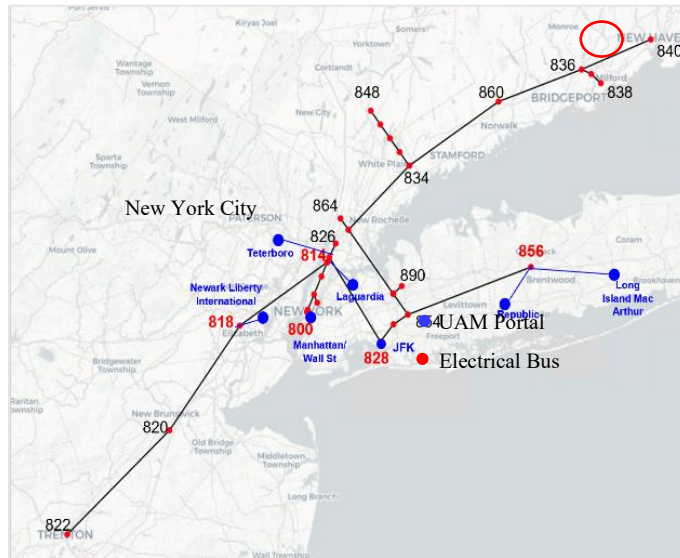 Port Jervis
Kiryas Joel
Monroe
Somers
NEW HAVEN
840
Wantage
Township
Yorktown
Cortlandt
836
Milford
848
860
BRIDGEPORT
838
Vernon
Township
West Milford
New City
Norwalk
STAMFORD
White Plain
834
Sparta
Township
New York City
PATERSON
864
New Rochelle
826
Mount Olive
Teterboro
814
856
Coram
890
Laguardia
Brentwood
Brookhaven
Newark Liberty
International
Levittown
Long
Island Mac
Arthur
NEW YORK
800
Republic
818
Elizabeth
Freeport
UAM Portal
Manhattan/
Wall St
JFK
828
Electrical Bus
Bridgewater
Township
Raritan
Township
New Brunswick
820
Old Bridge
Township
Middletown
Township
Long Branch
822
TRENTON
Wall Township